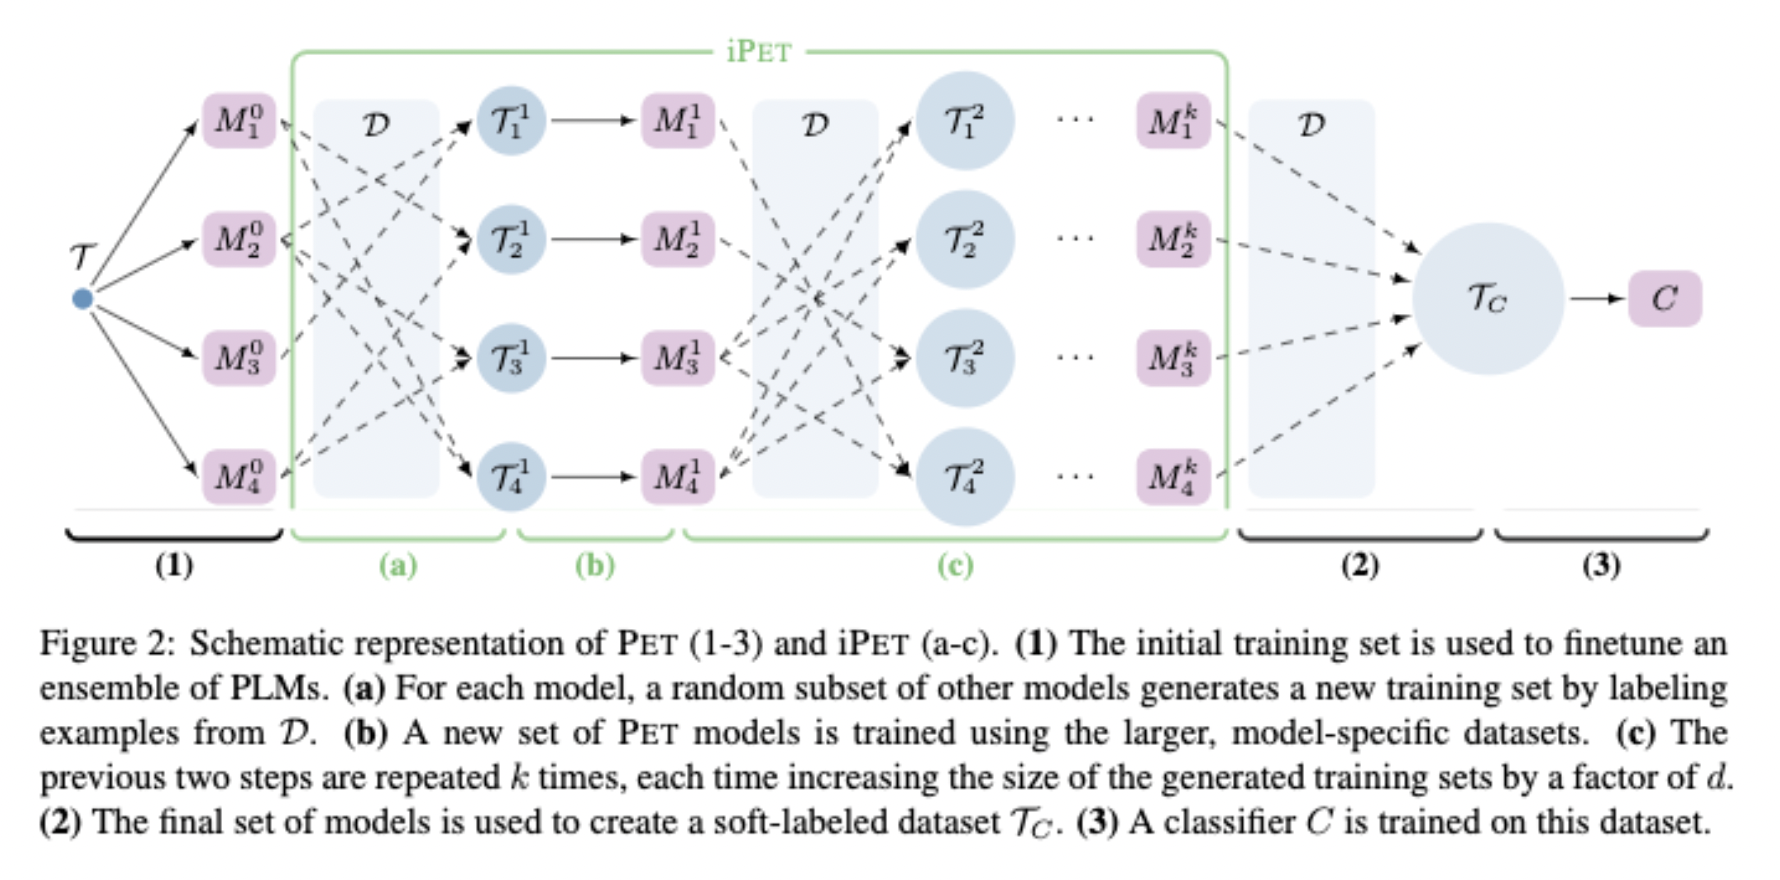 iPET
M_1^0 D T_1^1 M_1^1 D T_1^2 ··· M_1^k D
T M_2^0 T_2^1 M_2^1 T_2^2 ··· M_2^k
T_C C
M_3^0 T_3^1 M_3^1 T_3^2 ··· M_3^k
M_4^0 T_4^1 M_4^1 T_4^2 ··· M_4^k
(1) (a) (b) (c) (2) (3)
Figure 2: Schematic representation of PET (1-3) and iPET (a-c). (1) The initial training set is used to finetune an
ensemble of PLMs. (a) For each model, a random subset of other models generates a new training set by labeling
examples from D. (b) A new set of PET models is trained using the larger, model-specific datasets. (c) The
previous two steps are repeated k times, each time increasing the size of the generated training sets by a factor of d.
(2) The final set of models is used to create a soft-labeled dataset T_C. (3) A classifier C is trained on this dataset.